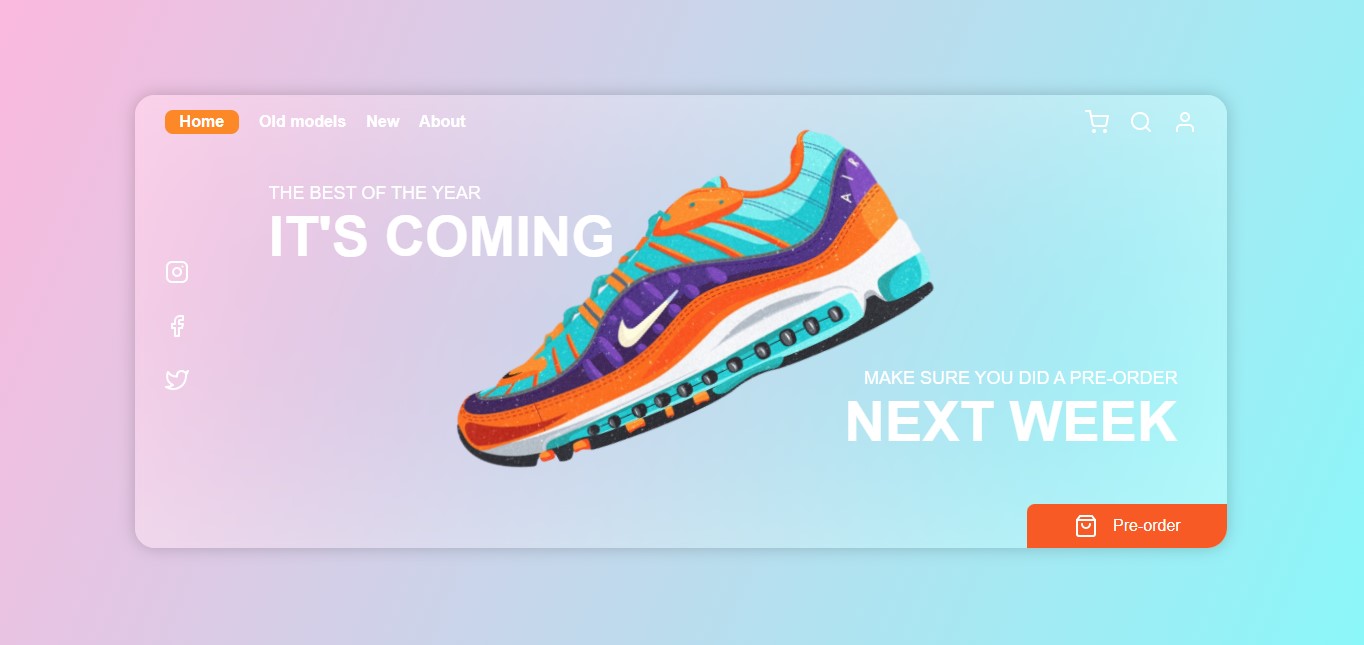 Home Old models New About
THE BEST OF THE YEAR
IT'S COMING
AIR
MAKE SURE YOU DID A PRE-ORDER
NEXT WEEK
Pre-order